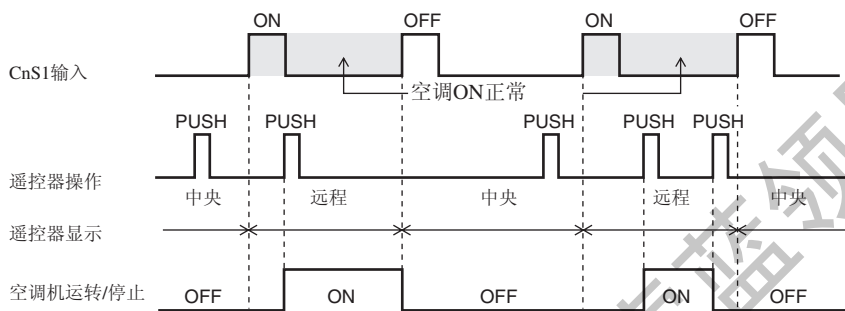 ON OFF ON OFF
CnS1输入
空调ON正常
PUSH PUSH PUSH PUSH PUSH
遥控器操作
中央 远程 中央 远程 中央
遥控器显示
空调机运转/停止 OFF ON OFF ON OFF